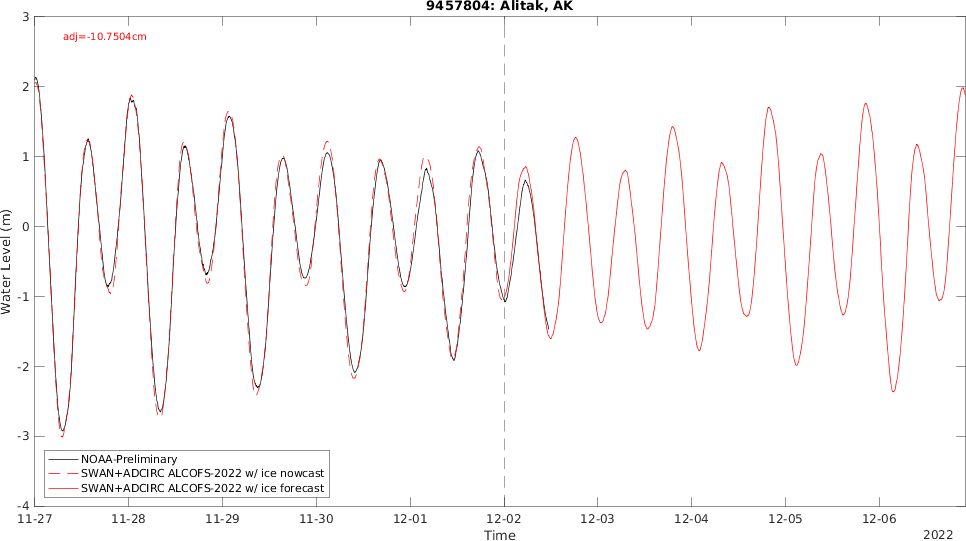 9457804: Alitak, AK
adj=-10.7504cm
3
2
1
0
-1
-2
-3
-4
Water Level (m)
NOAA-Preliminary
SWAN+ADCIRC ALCOFS-2022 w/ ice nowcast
SWAN+ADCIRC ALCOFS-2022 w/ ice forecast
11-27 11-28 11-29 11-30 12-01 12-02 12-03 12-04 12-05 12-06
Time
2022